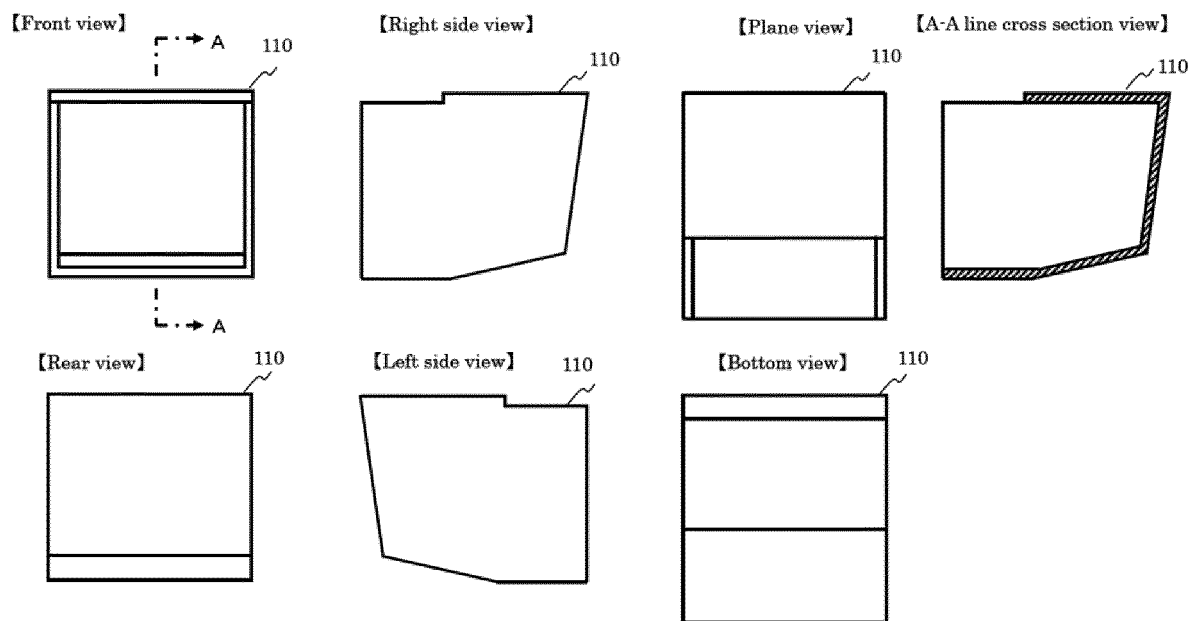 【Front view】
【Right side view】
【Plane view】
【A-A line cross section view】
A
110
110
110
110
A
【Rear view】
【Left side view】
【Bottom view】
110
110
110